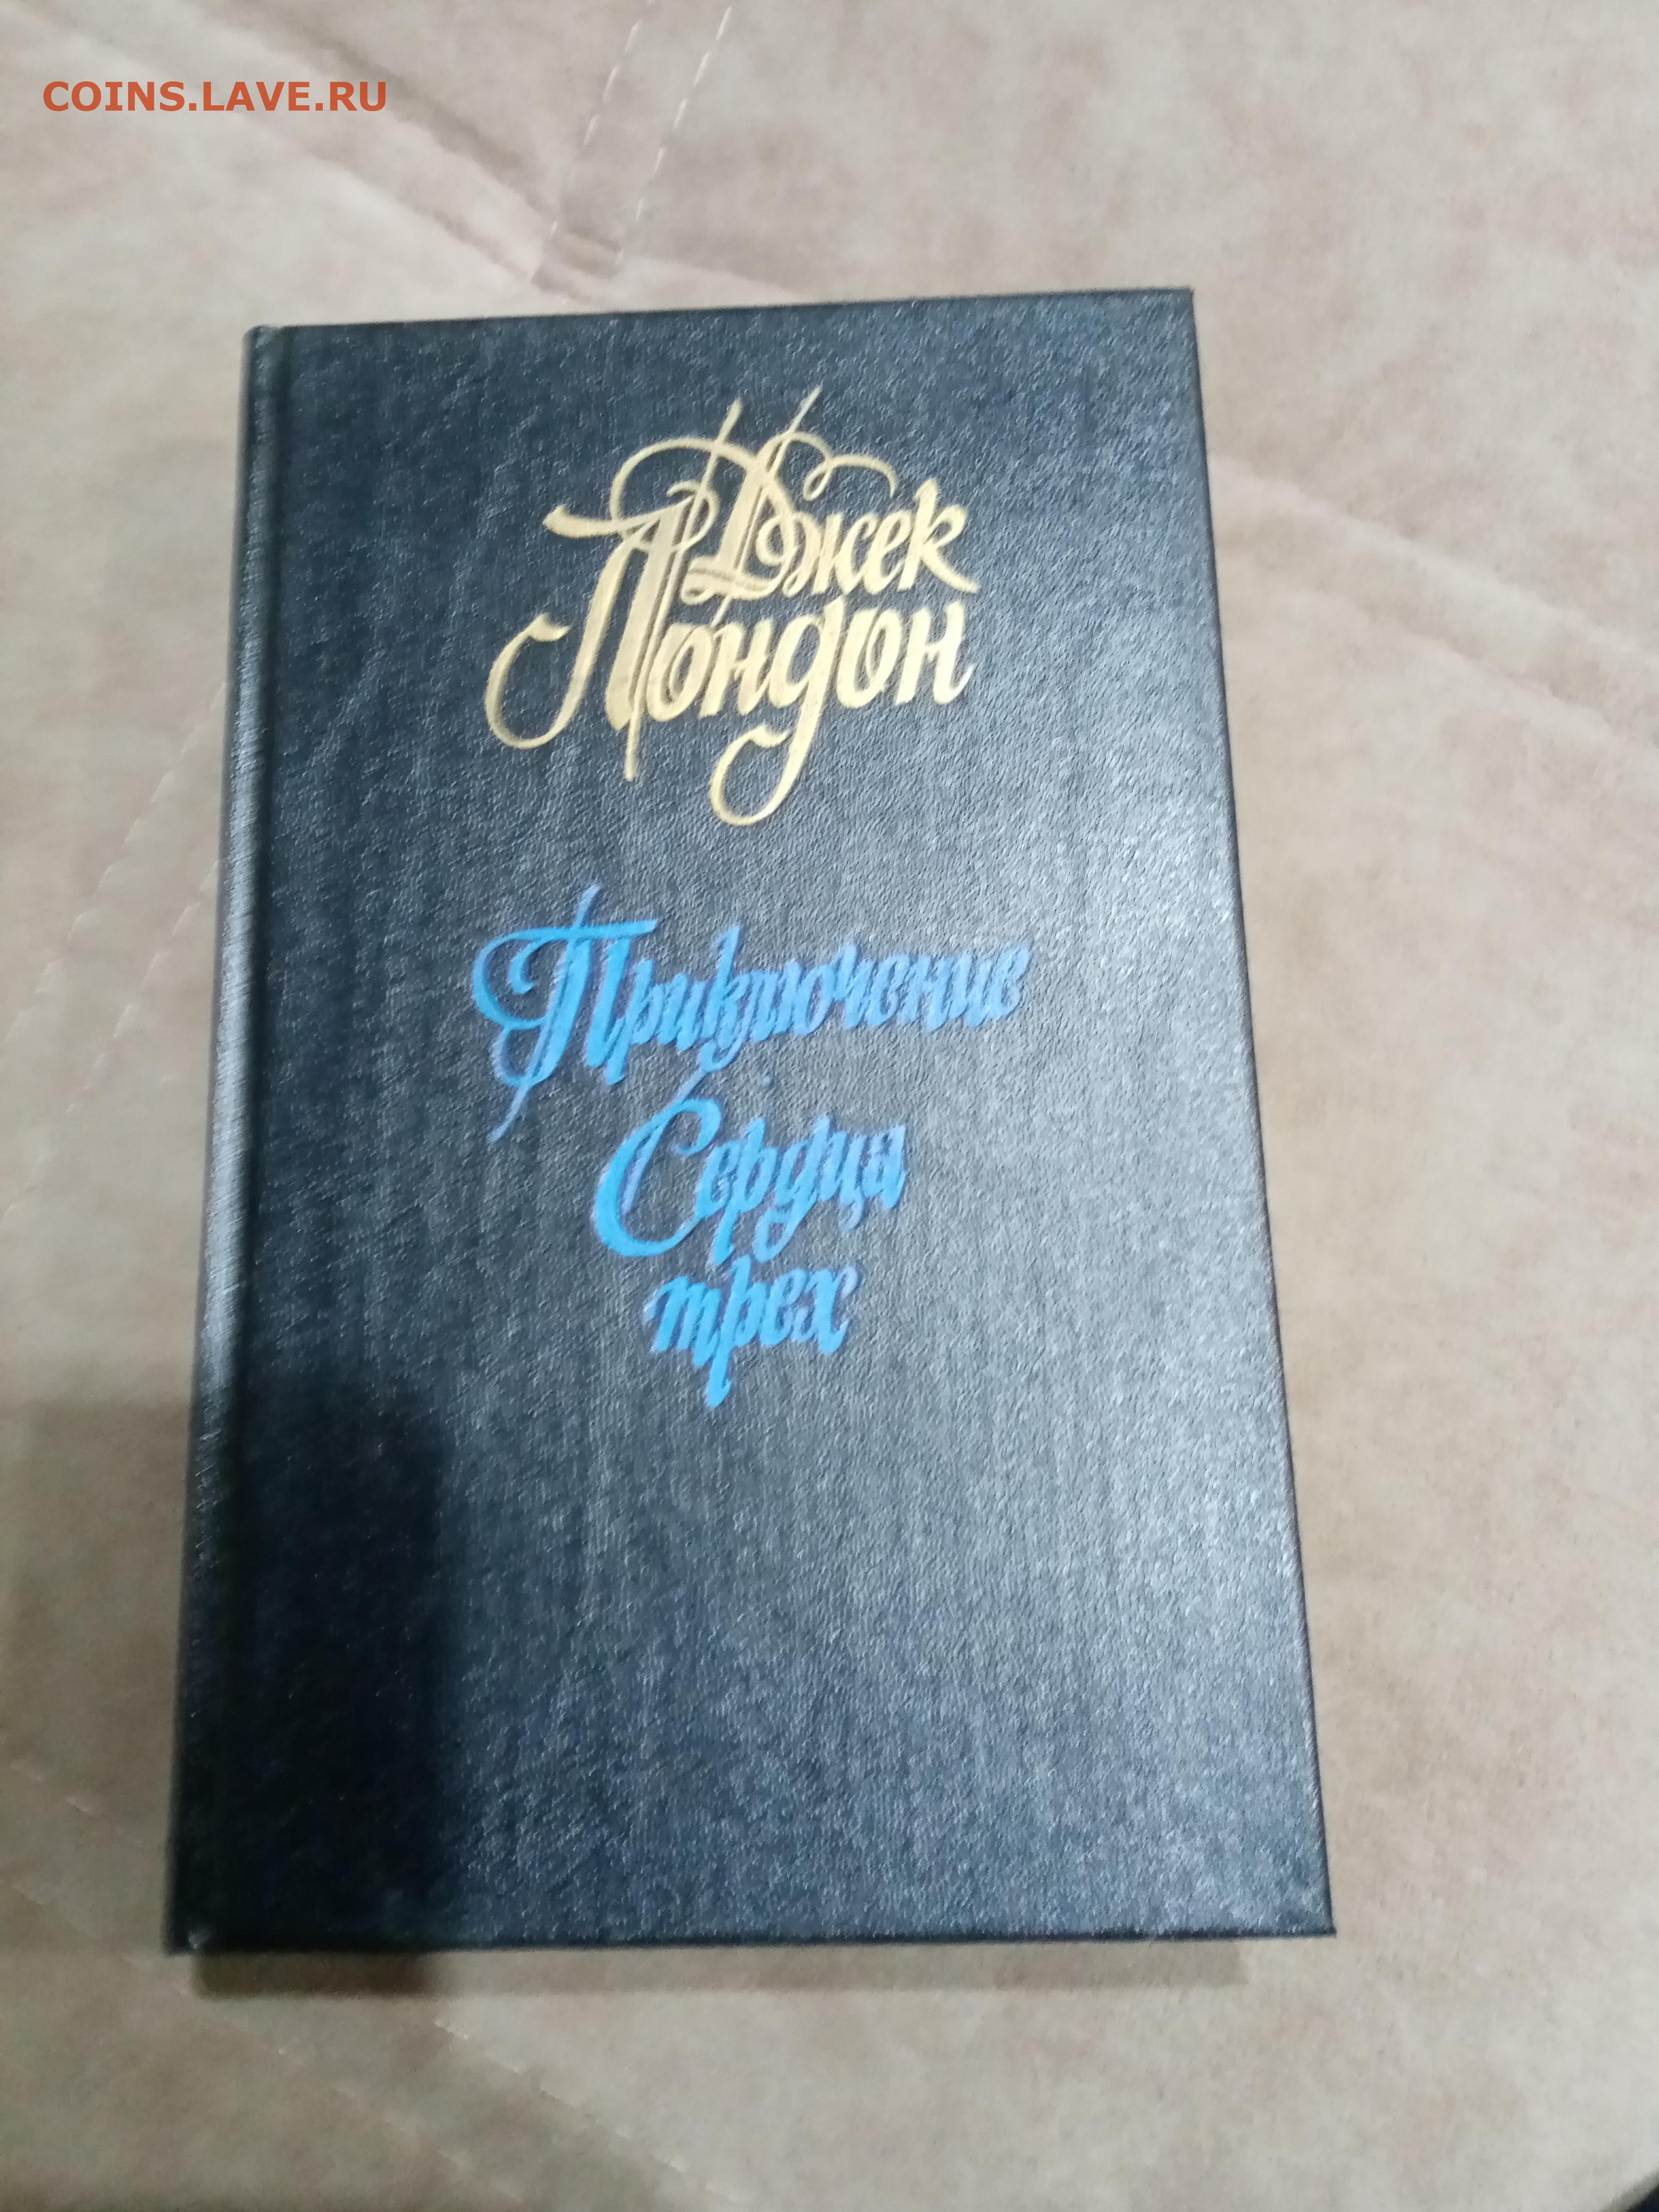 COINS.LAVE.RU
Джек
Лондон
Приключение
Сердца
трех